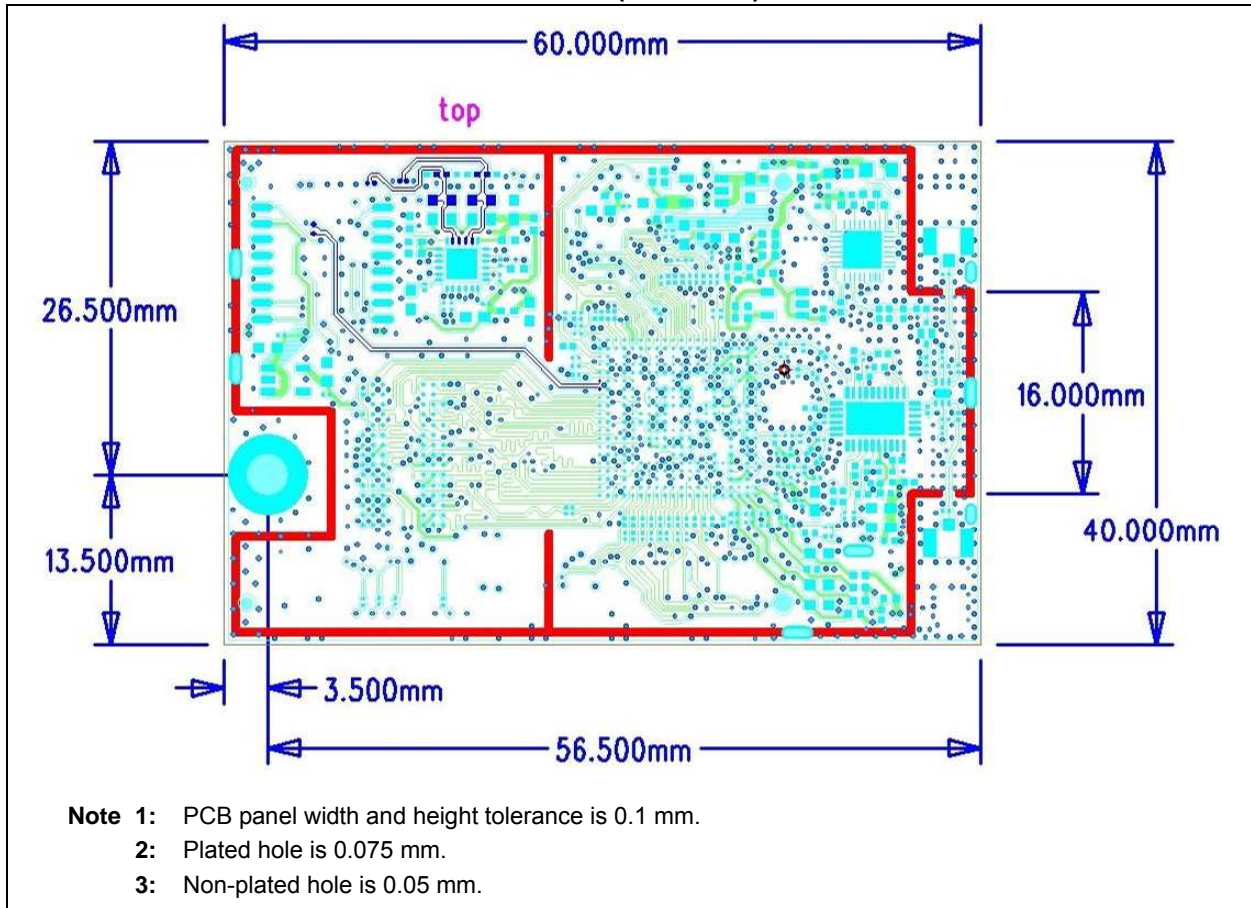 60.000mm
top
26.500mm
16.000mm
40.000mm
13.500mm
3.500mm
56.500mm
Note 1: PCB panel width and height tolerance is 0.1 mm.
2: Plated hole is 0.075 mm.
3: Non-plated hole is 0.05 mm.